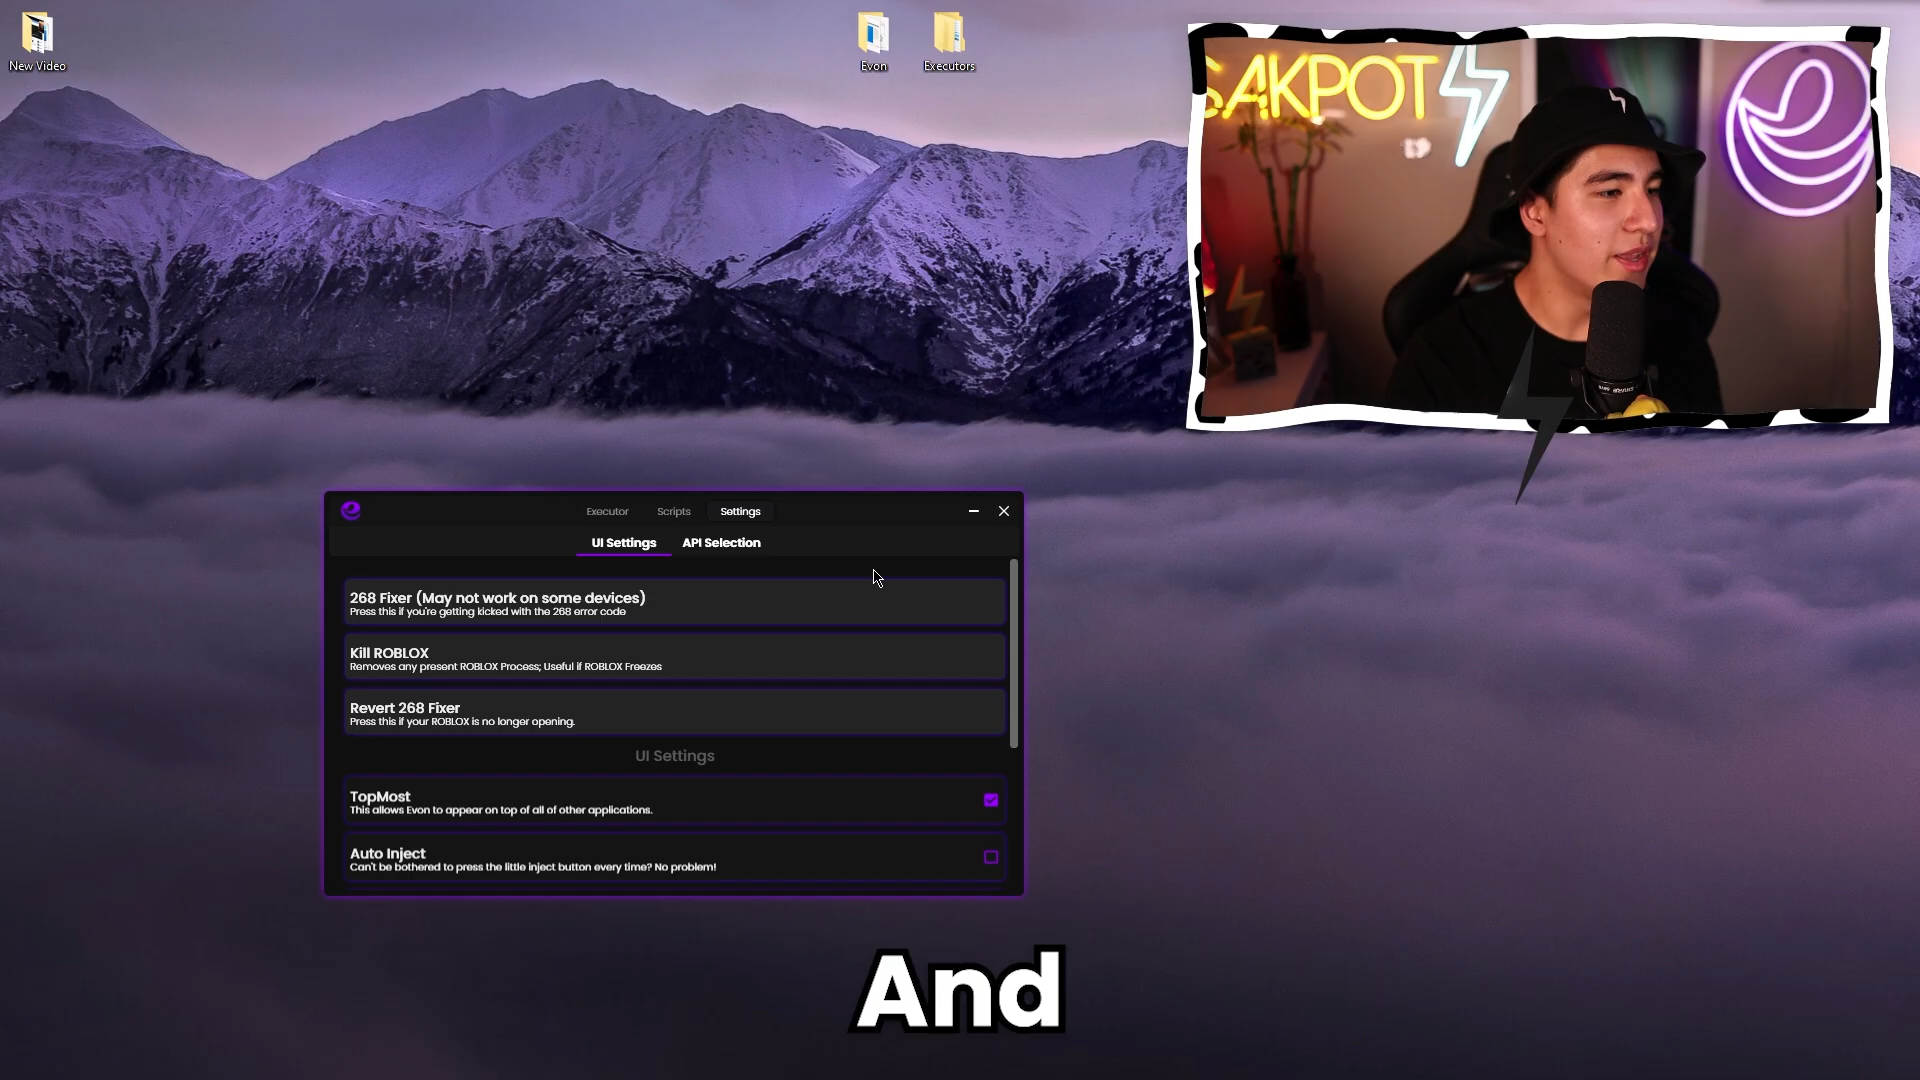 New Video
Evon
Executors
SAKPOT
Executor
Scripts
Settings
UI Settings
API Selection
268 Fixer (May not work on some devices)
Press this if you're getting kicked with the 268 error code
Kill ROBLOX
Removes any present ROBLOX Process; Useful if ROBLOX Freezes
Revert 268 Fixer
Press this if your ROBLOX is no longer opening.
UI Settings
TopMost
This allows Evon to appear on top of all of other applications.
Auto Inject
Can't be bothered to press the little inject button every time? No problem!
And